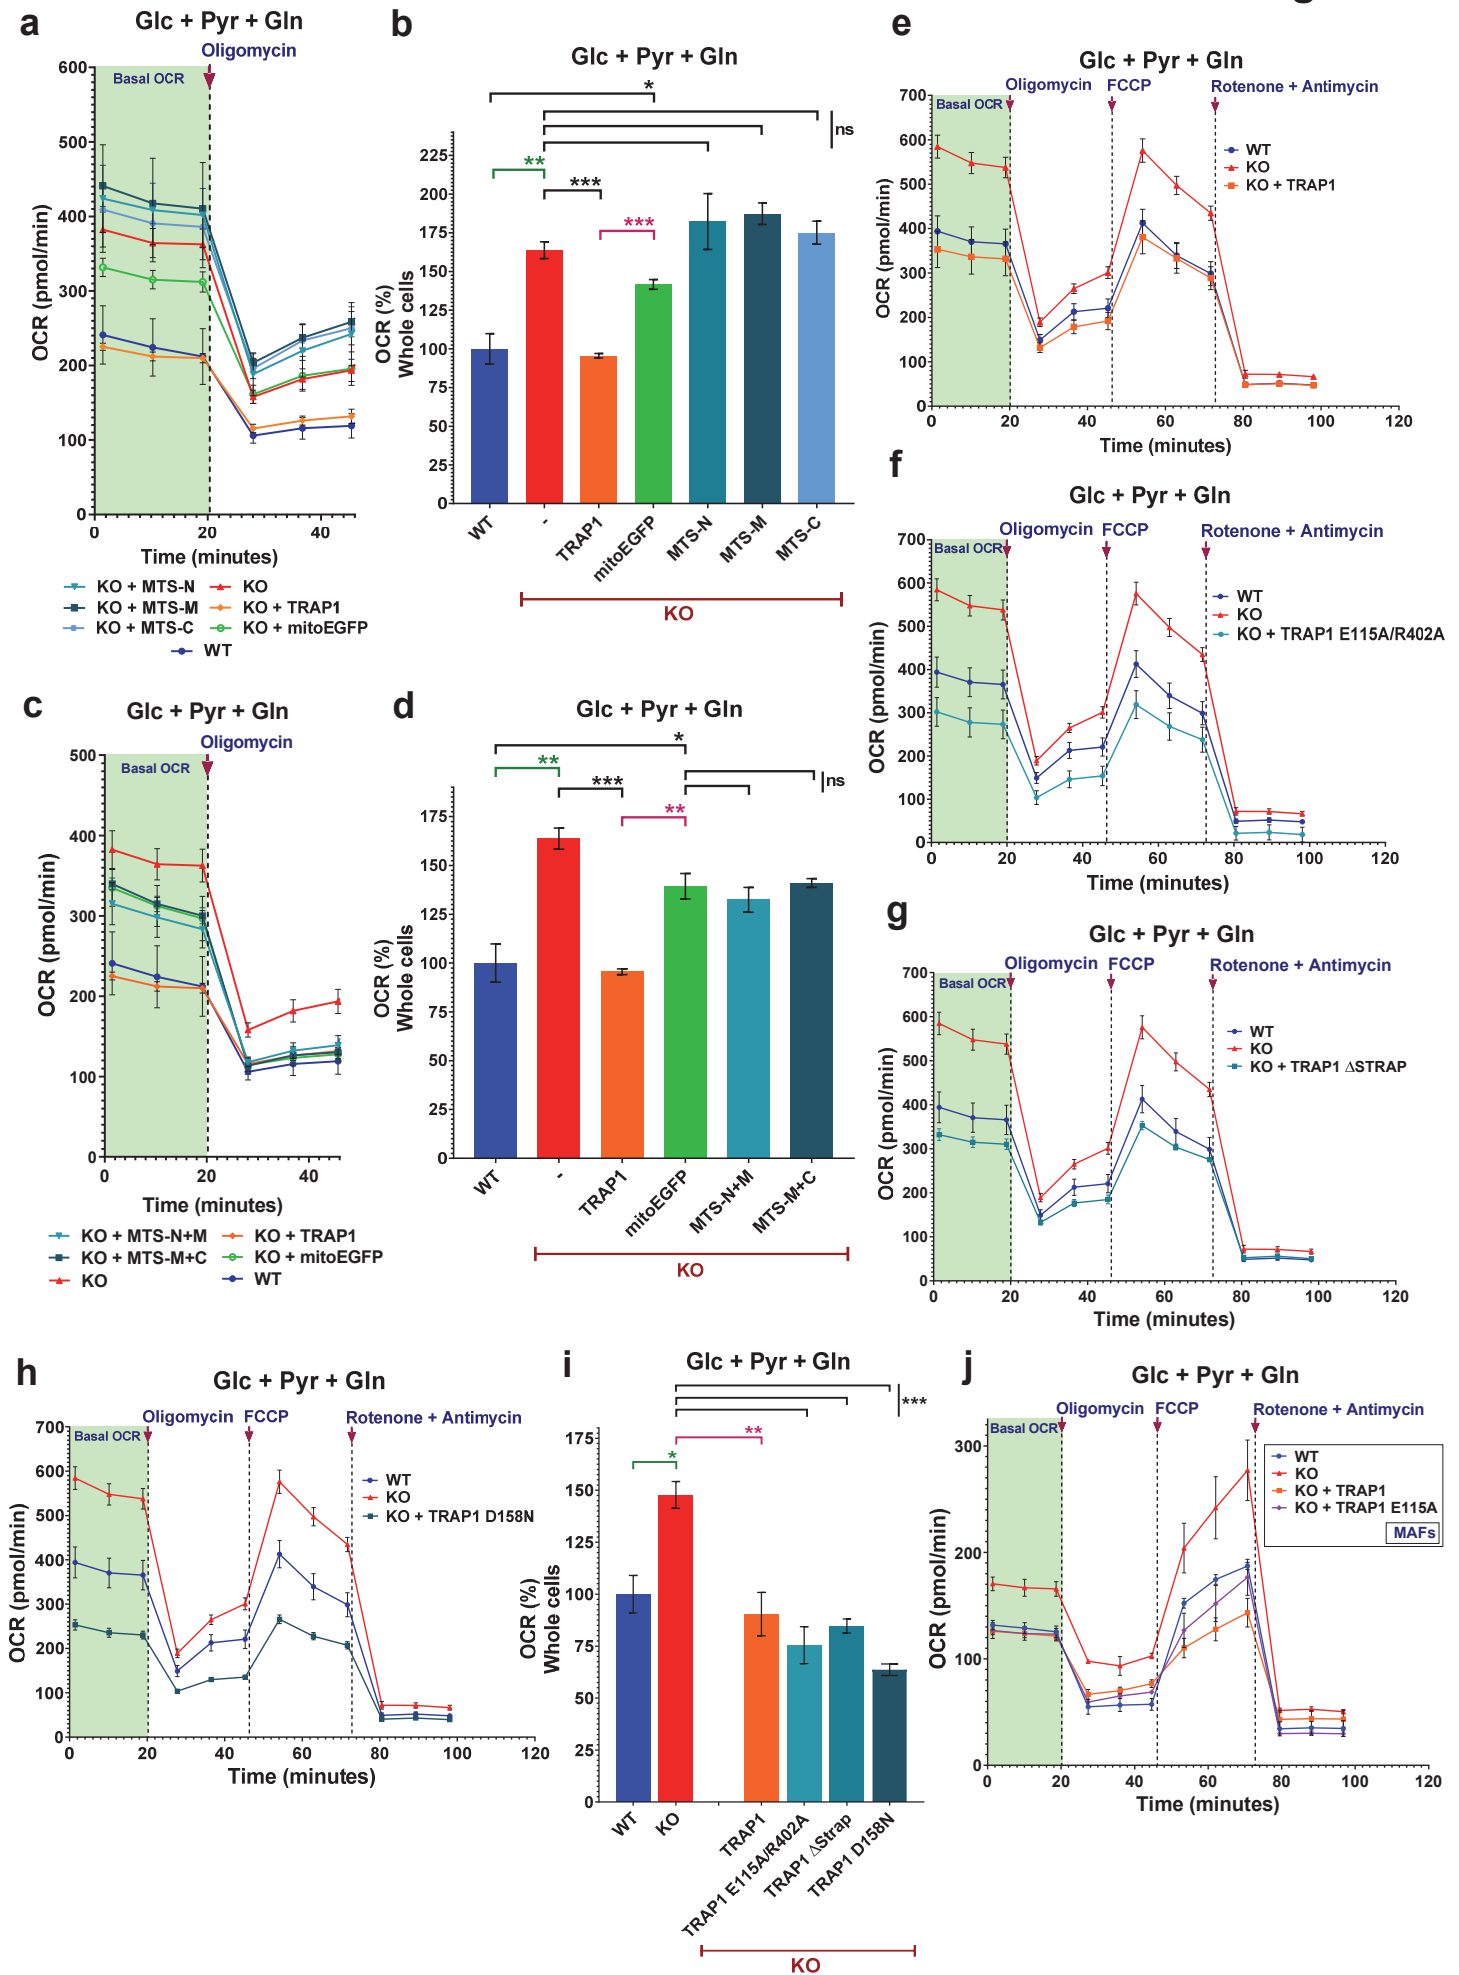 a
Glc + Pyr + Gln
Oligomycin
Basal OCR
600
500
400
300
200
100
0
OCR (pmol/min)
0 20 40
Time (minutes)
KO + MTS-N
KO + MTS-M
KO + MTS-C
KO
KO + TRAP1
KO + mitoEGFP
WT
b
Glc + Pyr + Gln
*
ns
**
***
***
225
200
175
150
125
100
75
50
25
0
OCR (%)
Whole cells
WT
-
TRAP1
mitoEGFP
MTS-N
MTS-M
MTS-C
KO
c
Glc + Pyr + Gln
Oligomycin
Basal OCR
500
400
300
200
100
0
OCR (pmol/min)
0 20 40
Time (minutes)
KO + MTS-N+M
KO + MTS-M+C
KO
KO + TRAP1
KO + mitoEGFP
WT
d
Glc + Pyr + Gln
*
**
ns
***
**
175
150
125
100
75
50
25
0
OCR (%)
Whole cells
WT
-
TRAP1
mitoEGFP
MTS-N+M
MTS-M+C
KO
e
Glc + Pyr + Gln
Oligomycin FCCP Rotenone + Antimycin
Basal OCR
700
600
500
400
300
200
100
0
OCR (pmol/min)
WT
KO
KO + TRAP1
0 20 40 60 80 100 120
Time (minutes)
f
Glc + Pyr + Gln
Oligomycin FCCP Rotenone + Antimycin
Basal OCR
700
600
500
400
300
200
100
0
OCR (pmol/min)
WT
KO
KO + TRAP1 E115A/R402A
0 20 40 60 80 100 120
Time (minutes)
g
Glc + Pyr + Gln
Oligomycin FCCP Rotenone + Antimycin
Basal OCR
700
600
500
400
300
200
100
0
OCR (pmol/min)
WT
KO
KO + TRAP1 ΔSTRAP
0 20 40 60 80 100 120
Time (minutes)
h
Glc + Pyr + Gln
Oligomycin FCCP Rotenone + Antimycin
Basal OCR
700
600
500
400
300
200
100
0
OCR (pmol/min)
WT
KO
KO + TRAP1 D158N
0 20 40 60 80 100 120
Time (minutes)
i
Glc + Pyr + Gln
***
**
*
175
150
125
100
75
50
25
0
OCR (%)
Whole cells
WT
KO
TRAP1
TRAP1 E115A/R402A
TRAP1 ΔStrap
TRAP1 D158N
KO
j
Glc + Pyr + Gln
Oligomycin FCCP Rotenone + Antimycin
Basal OCR
300
200
100
0
OCR (pmol/min)
WT
KO
KO + TRAP1
KO + TRAP1 E115A
MAFs
0 20 40 60 80 100 120
Time (minutes)